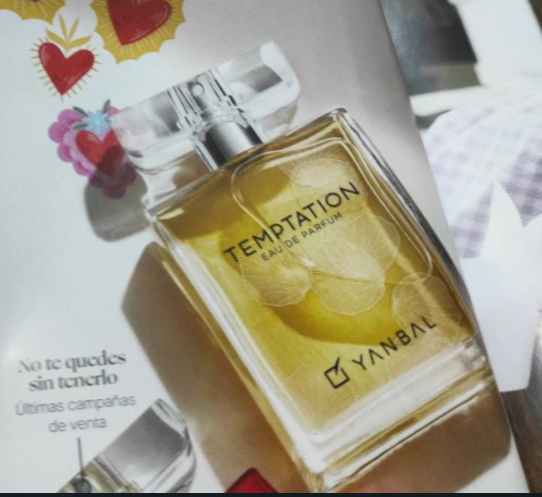 TEMPTATION
EAU DE PARFUM
YANBAL
No te quedes
sin tenerlo
Últimas campañas
de venta